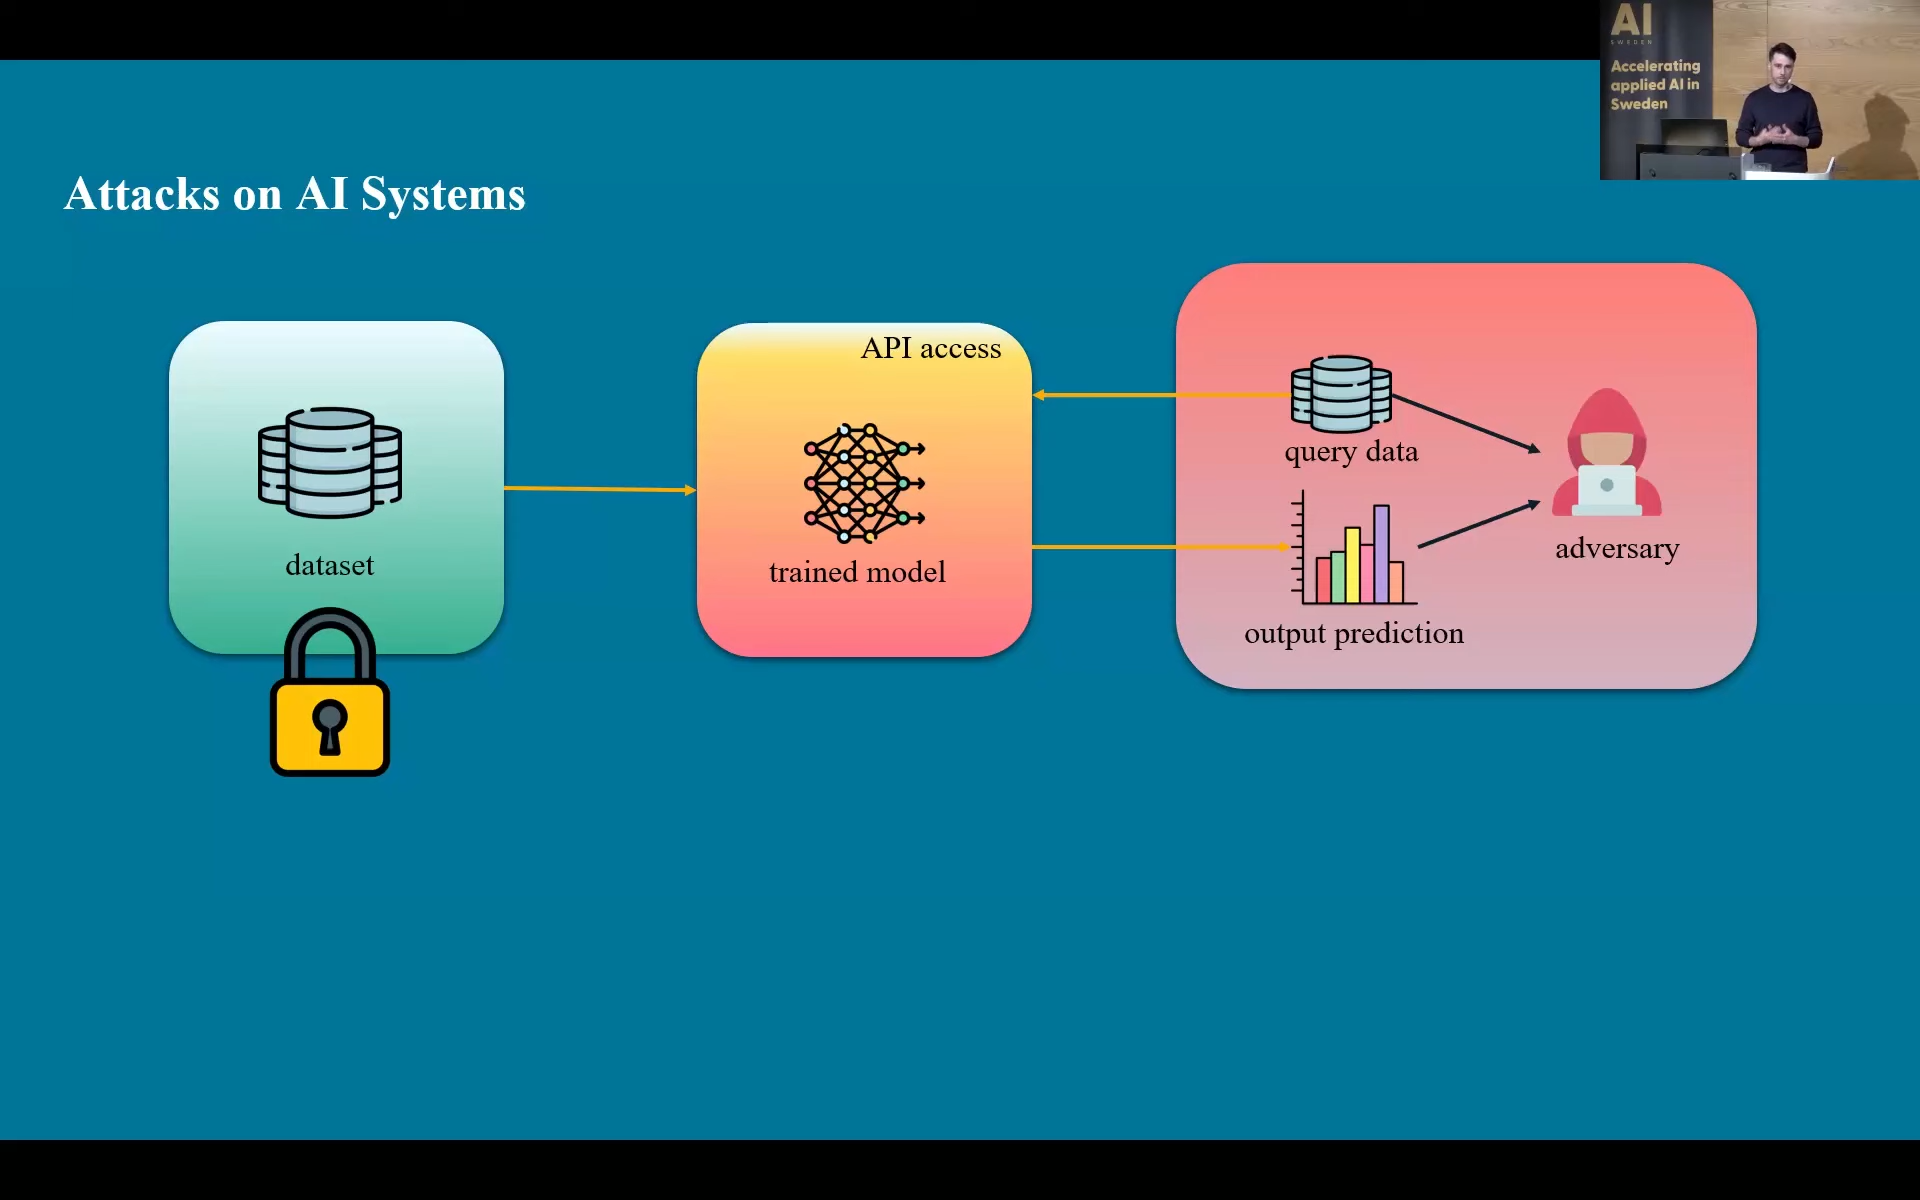 AI
SWEDEN
Accelerating
applied AI in
Sweden
Attacks on AI Systems
API access
query data
dataset
trained model
adversary
output prediction